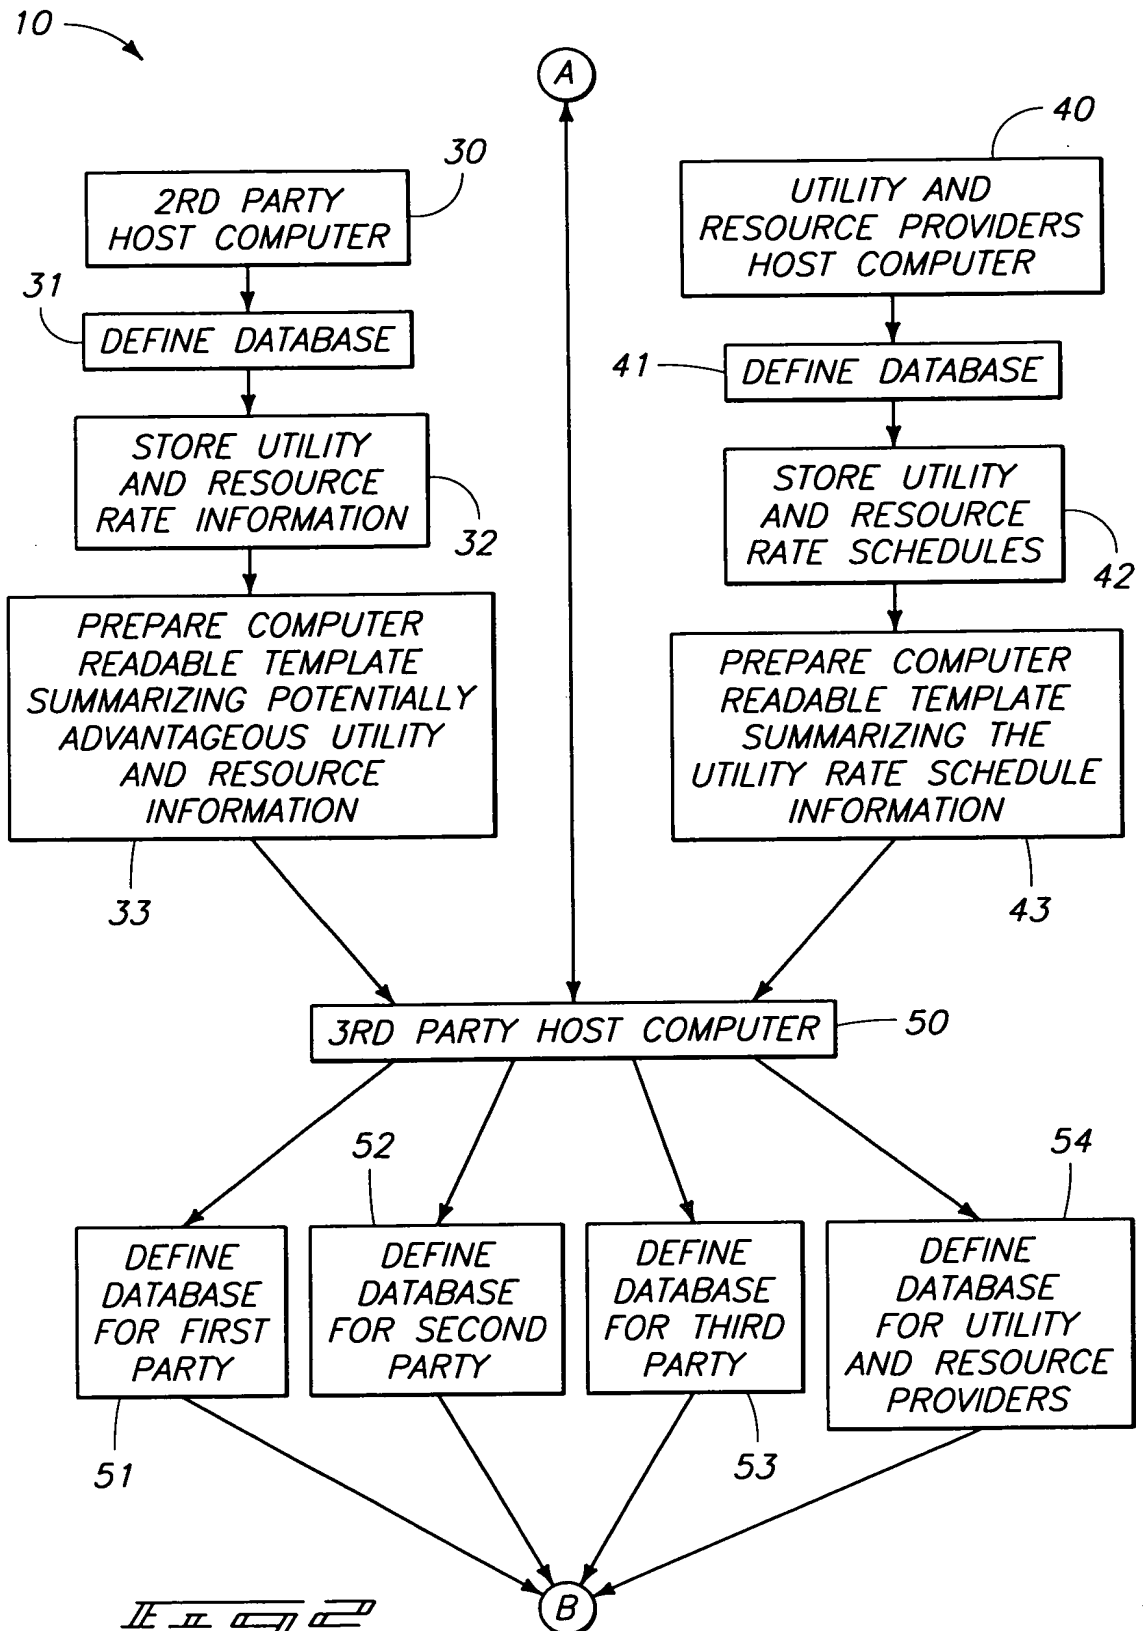 10
A
30
2RD PARTY
HOST COMPUTER
31
DEFINE DATABASE
STORE UTILITY
AND RESOURCE
RATE INFORMATION
32
PREPARE COMPUTER
READABLE TEMPLATE
SUMMARIZING POTENTIALLY
ADVANTAGEOUS UTILITY
AND RESOURCE
INFORMATION
33
40
UTILITY AND
RESOURCE PROVIDERS
HOST COMPUTER
41
DEFINE DATABASE
STORE UTILITY
AND RESOURCE
RATE SCHEDULES
42
PREPARE COMPUTER
READABLE TEMPLATE
SUMMARIZING THE
UTILITY RATE SCHEDULE
INFORMATION
43
3RD PARTY HOST COMPUTER
50
DEFINE
DATABASE
FOR FIRST
PARTY
51
52
DEFINE
DATABASE
FOR SECOND
PARTY
DEFINE
DATABASE
FOR THIRD
PARTY
53
54
DEFINE
DATABASE
FOR UTILITY
AND RESOURCE
PROVIDERS
B
FIG 2